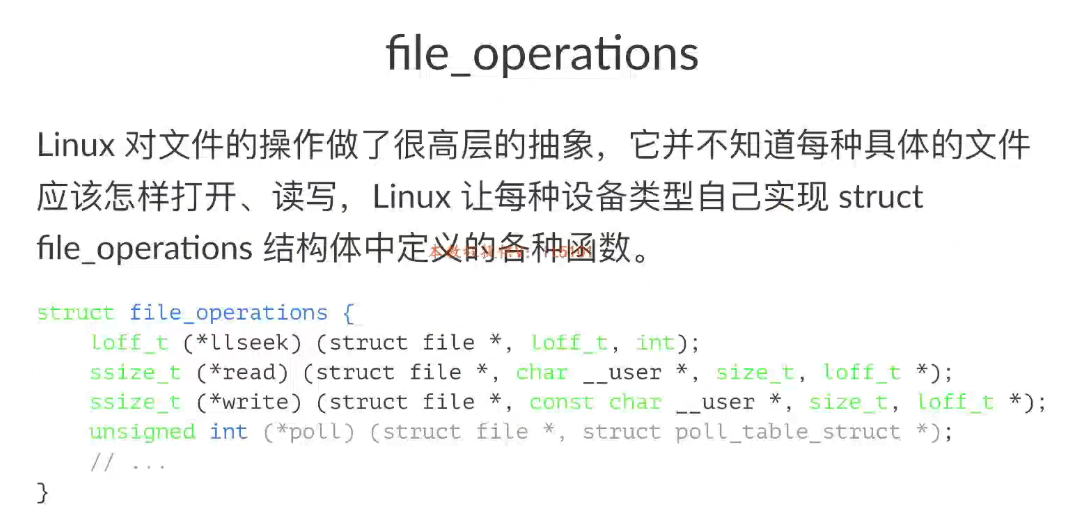 file_operations
Linux 对文件的操作做了很高层的抽象，它并不知道每种具体的文件
应该怎样打开、读写，Linux 让每种设备类型自己实现 struct
file_operations 结构体中定义的各种函数。
struct file_operations {
    loff_t (*llseek) (struct file *, loff_t, int);
    ssize_t (*read) (struct file *, char __user *, size_t, loff_t *);
    ssize_t (*write) (struct file *, const char __user *, size_t, loff_t *);
    unsigned int (*poll) (struct file *, struct poll_table_struct *);
    // ...
}